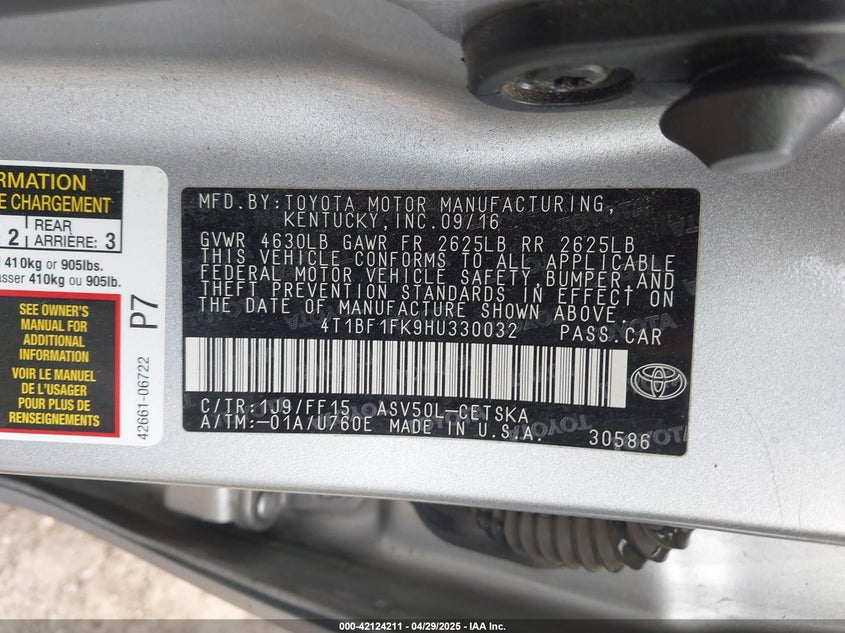 RMATION
E CHARGEMENT
2 REAR
ARRIÈRE: 3
410kg or 905lbs.
asser 410kg ou 905lb.
SEE OWNER'S
MANUAL FOR
ADDITIONAL
INFORMATION
VOIR LE MANUEL
DE L'USAGER
POUR PLUS DE
RENSEIGNEMENTS
P7
42661-06722
MFD.BY:TOYOTA MOTOR MANUFACTURING,
KENTUCKY,INC.09/16
GVWR 4630LB GAWR FR 2625LB RR 2625LB
THIS VEHICLE CONFORMS TO ALL APPLICABLE
FEDERAL MOTOR VEHICLE SAFETY,BUMPER,AND
THEFT PREVENTION STANDARDS IN EFFECT ON
THE DATE OF MANUFACTURE SHOWN ABOVE.
4T1BF1FK9HU330032 PASS.CAR
C/TR:1J9/FF15 ASV50L-CETSKA
A/TM:-01A/U760E MADE IN U.S.A. 30586
000-42124211 - 04/29/2025 - IAA Inc.